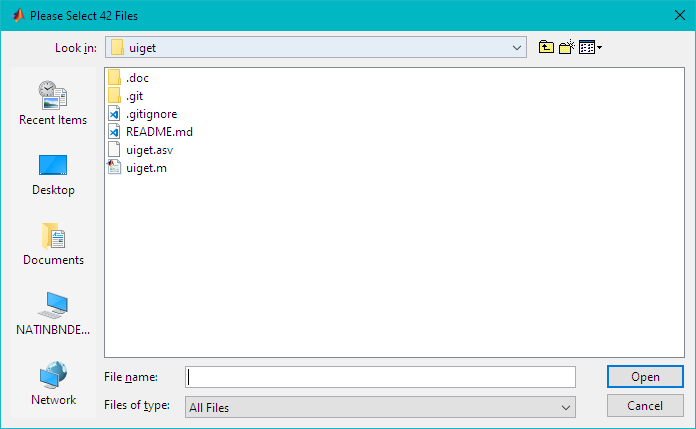 Please Select 42 Files
Look in: uiget
Recent Items
Desktop
Documents
NATINBNDE...
Network
.doc
.git
.gitignore
README.md
uiget.asv
uiget.m
File name:
Open
Files of type: All Files
Cancel